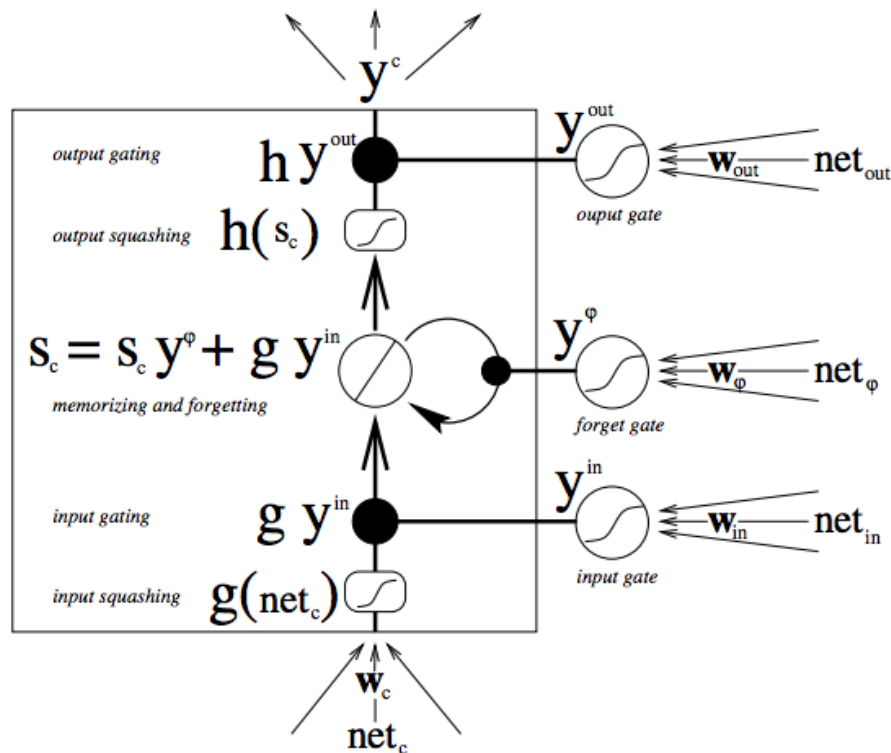 y^c
output gating
h y^out
y^out
w_out
net_out
ouput gate
output squashing
h(s_c)
s_c = s_c y^φ + g y^in
memorizing and forgetting
y^φ
w_φ
net_φ
forget gate
input gating
g y^in
y^in
w_in
net_in
input gate
input squashing
g(net_c)
w_c
net_c